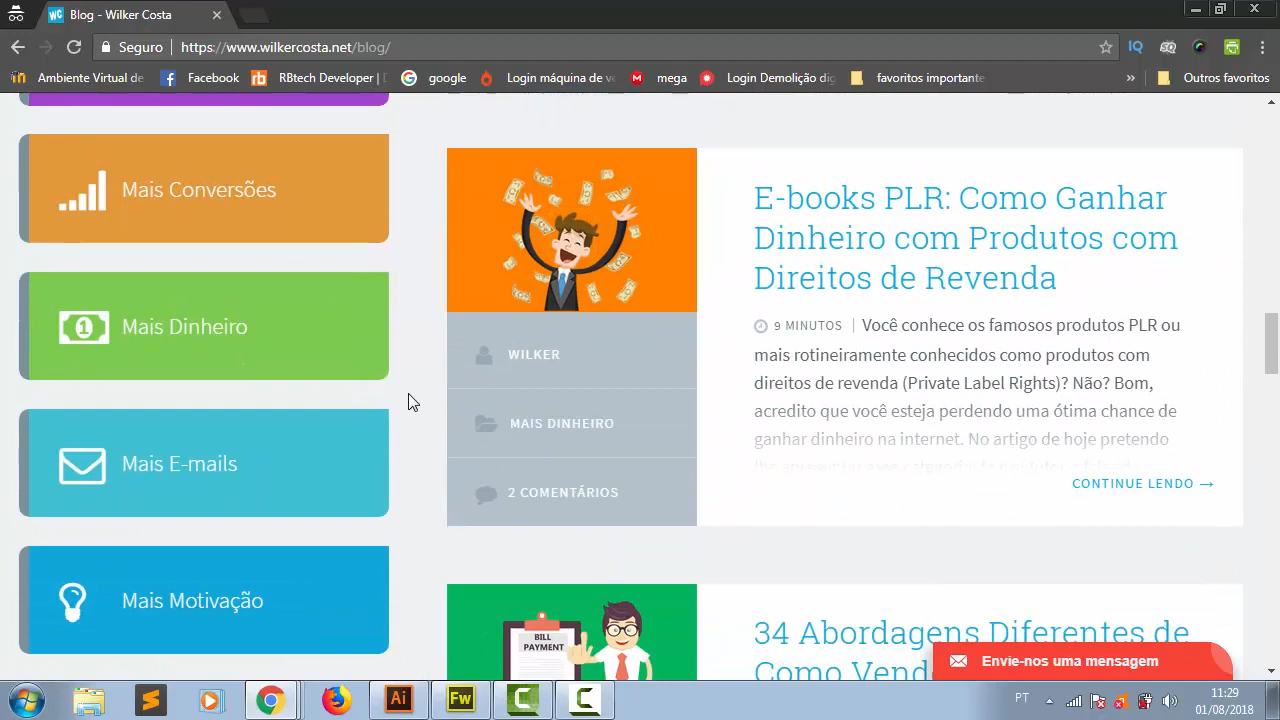 Blog - Wilker Costa
Seguro
https://www.wilkercosta.net/blog/
Ambiente Virtual de
Facebook
RBtech Developer |
google
Login máquina de
mega
Login Demolição dig
favoritos importante
»
Outros favoritos
Mais Conversões
Mais Dinheiro
Mais E-mails
Mais Motivação
E-books PLR: Como Ganhar
Dinheiro com Produtos com
Direitos de Revenda
9 MINUTOS | Você conhece os famosos produtos PLR ou
mais rotineiramente conhecidos como produtos com
direitos de revenda (Private Label Rights)? Não? Bom,
acredito que você esteja perdendo uma ótima chance de
ganhar dinheiro na internet. No artigo de hoje pretendo
CONTINUE LENDO →
WILKER
MAIS DINHEIRO
2 COMENTÁRIOS
BILL
PAYMENT
34 Abordagens Diferentes de
Como
Envie-nos uma mensagem
Ai
Fw
PT
11:29
01/08/2018